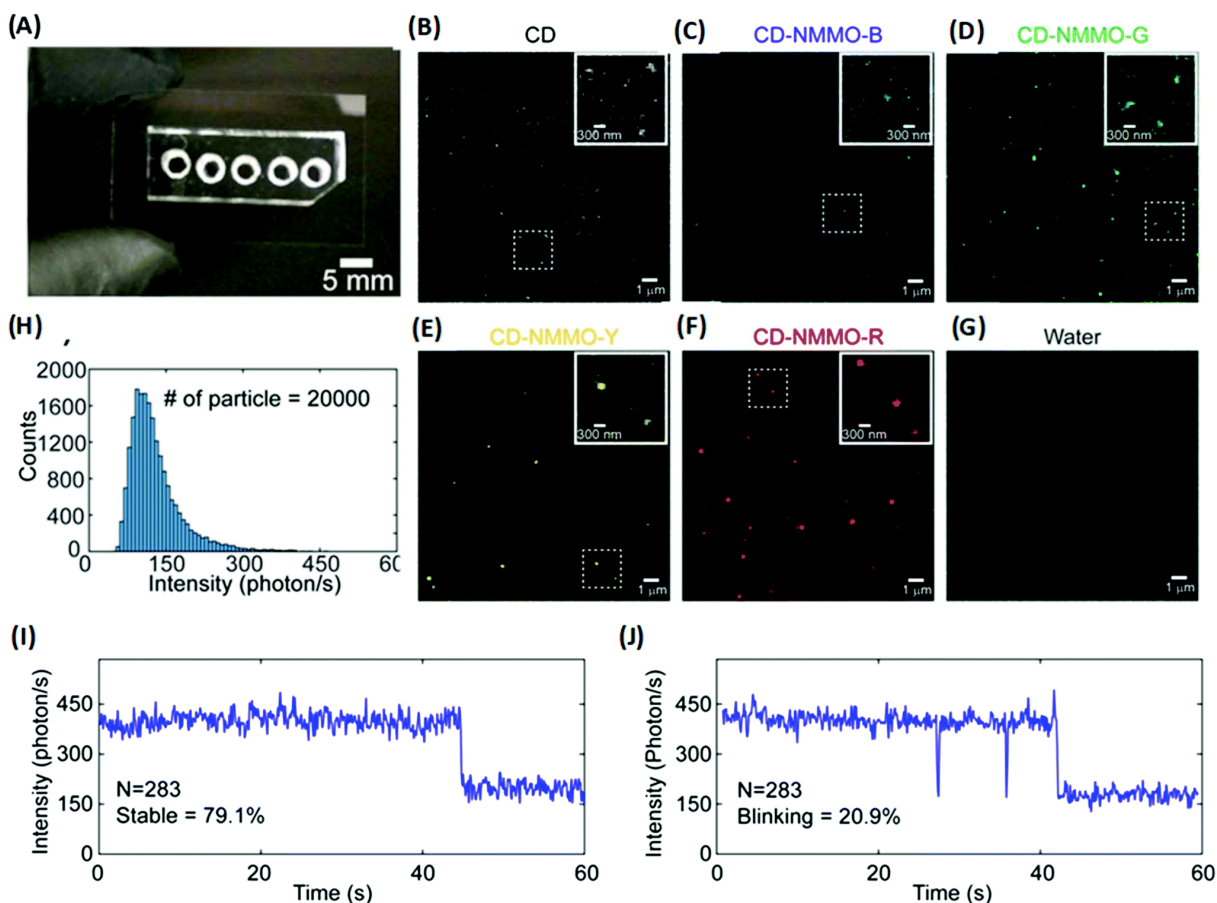 (A)
5 mm
(B)
CD
300 nm
1 μm
(C)
CD-NMMO-B
300 nm
1 μm
(D)
CD-NMMO-G
300 nm
1 μm
(H)
,
2000
1600
1200
800
400
0
Counts
# of particle = 20000
0 150 300 450 60
Intensity (photon/s)
(E)
CD-NMMO-Y
300 nm
1 μm
(F)
CD-NMMO-R
300 nm
1 μm
(G)
Water
1 μm
(I)
450
300
150
0
Intensity (photon/s)
N=283
Stable = 79.1%
0 20 40 60
Time (s)
(J)
450
300
150
0
Intensity (Photon/s)
N=283
Blinking = 20.9%
0 20 40 60
Time (s)